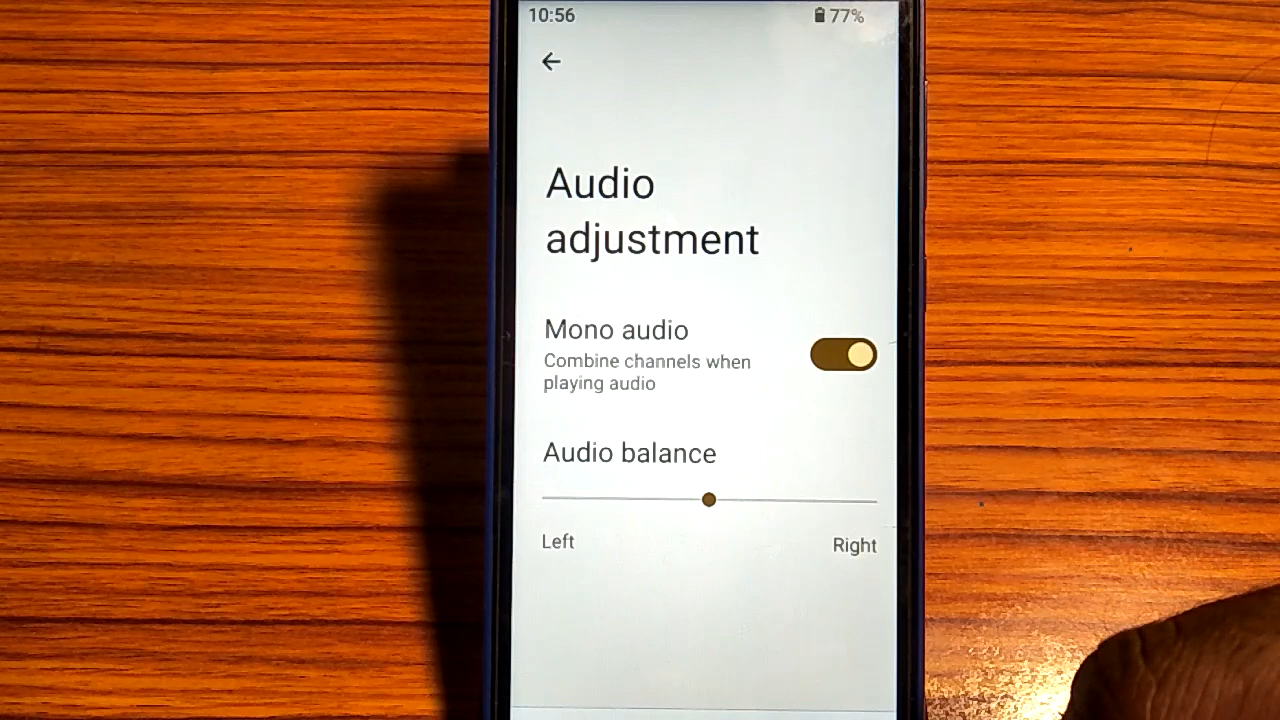 10:56 77%
Audio
adjustment
Mono audio
Combine channels when
playing audio
Audio balance
Left Right